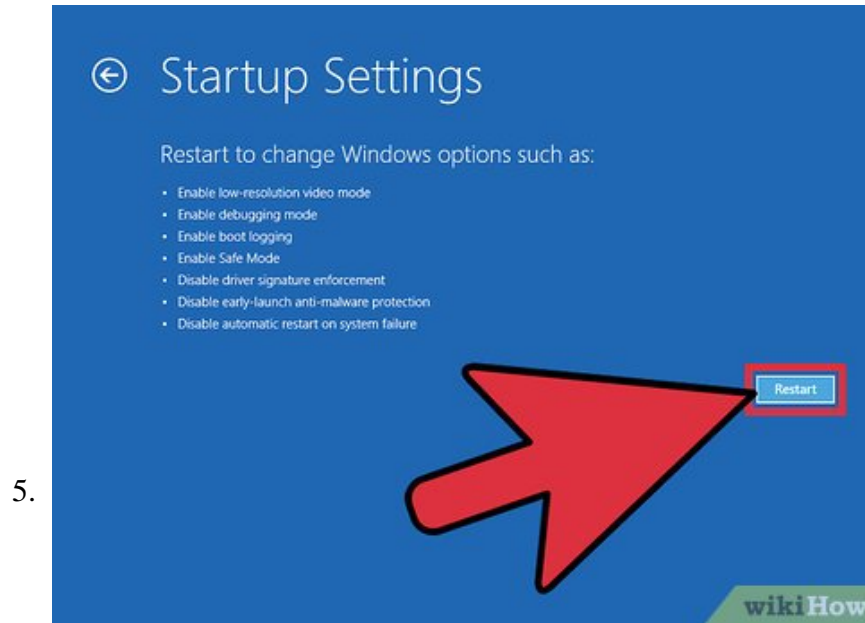 Startup Settings
Restart to change Windows options such as:
• Enable low-resolution video mode
• Enable debugging mode
• Enable boot logging
• Enable Safe Mode
• Disable driver signature enforcement
• Disable early-launch anti-malware protection
• Disable automatic restart on system failure
Restart
5.
wikiHow